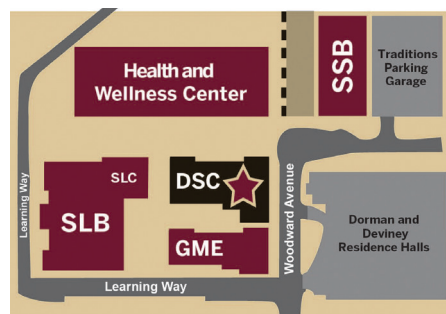 Health and
Wellness Center
SSB
Traditions
Parking
Garage
Learning Way
SLC
SLB
DSC
GME
Woodward Avenue
Dorman and
Deviney
Residence Halls
Learning Way